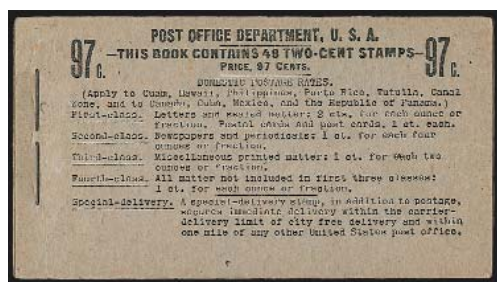 POST OFFICE DEPARTMENT, U. S. A.
97 C. —THIS BOOK CONTAINS 48 TWO-CENT STAMPS— 97 C.
PRICE, 97 CENTS.
DOMESTIC POSTAGE RATES.
(Apply to Guam, Hawaii, Philippines, Porto Rico, Tutuila, Canal
Zone, and to Canada, Cuba, Mexico, and the Republic of Panama.)
First-class. Letters and sealed matter: 2 cts. for each ounce or
fraction. Postal cards and post cards, 1 ct. each.
Second-class. Newspapers and periodicals: 1 ct. for each four
ounces or fraction.
Third-class. Miscellaneous printed matter: 1 ct. for each two
ounces or fraction.
Fourth-class. All matter not included in first three classes:
1 ct. for each ounce or fraction.
Special-delivery. A special-delivery stamp, in addition to postage,
secures immediate delivery within the carrier-
delivery limit of city free delivery and within
one mile of any other United States post office.